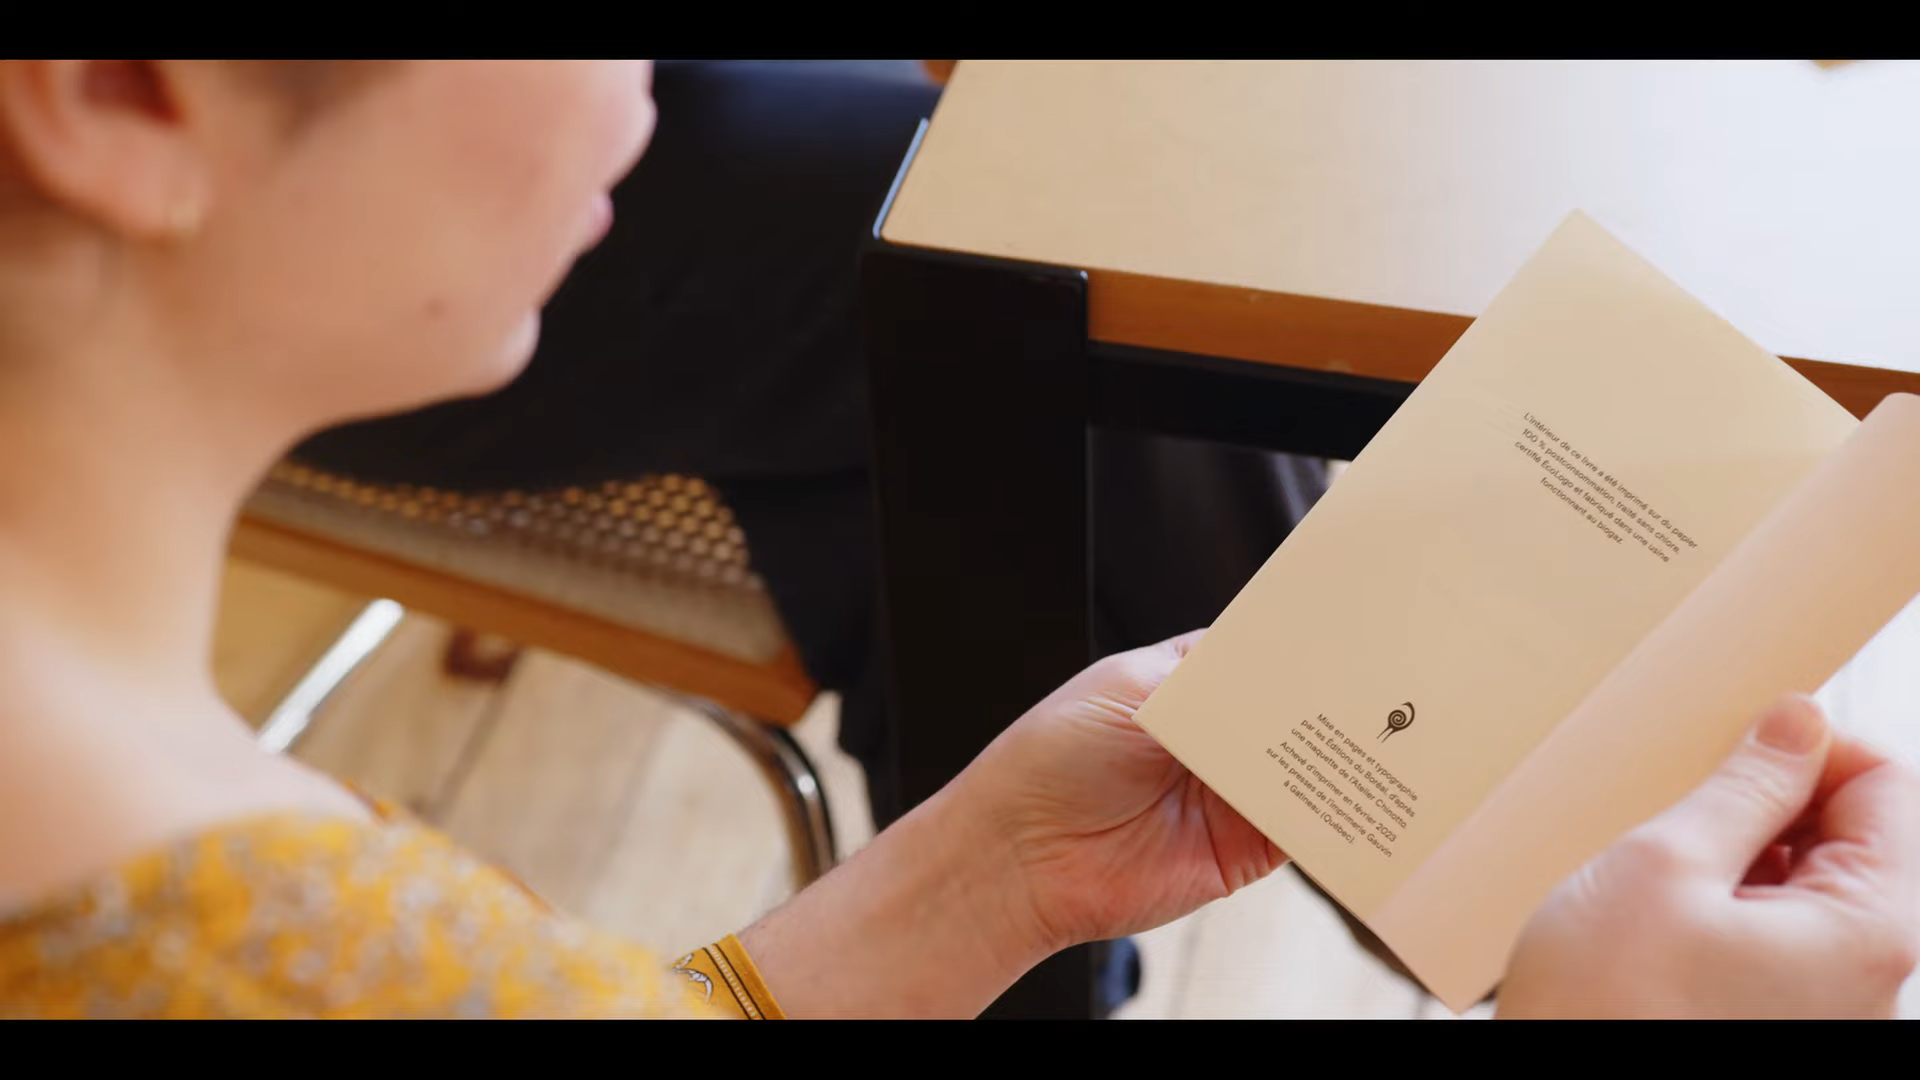 L'intérieur de ce livre a été imprimé sur du papier
100 % postconsommation, traité sans chlore,
certifié ÉcoLogo et fabriqué dans une usine
fonctionnant au biogaz.
Mise en pages et typographie
par les Éditions du Boréal, d'après
une maquette de l'Atelier Chinotto.
Achevé d'imprimer en février 2023
sur les presses de l'imprimerie Gauvin
à Gatineau (Québec).